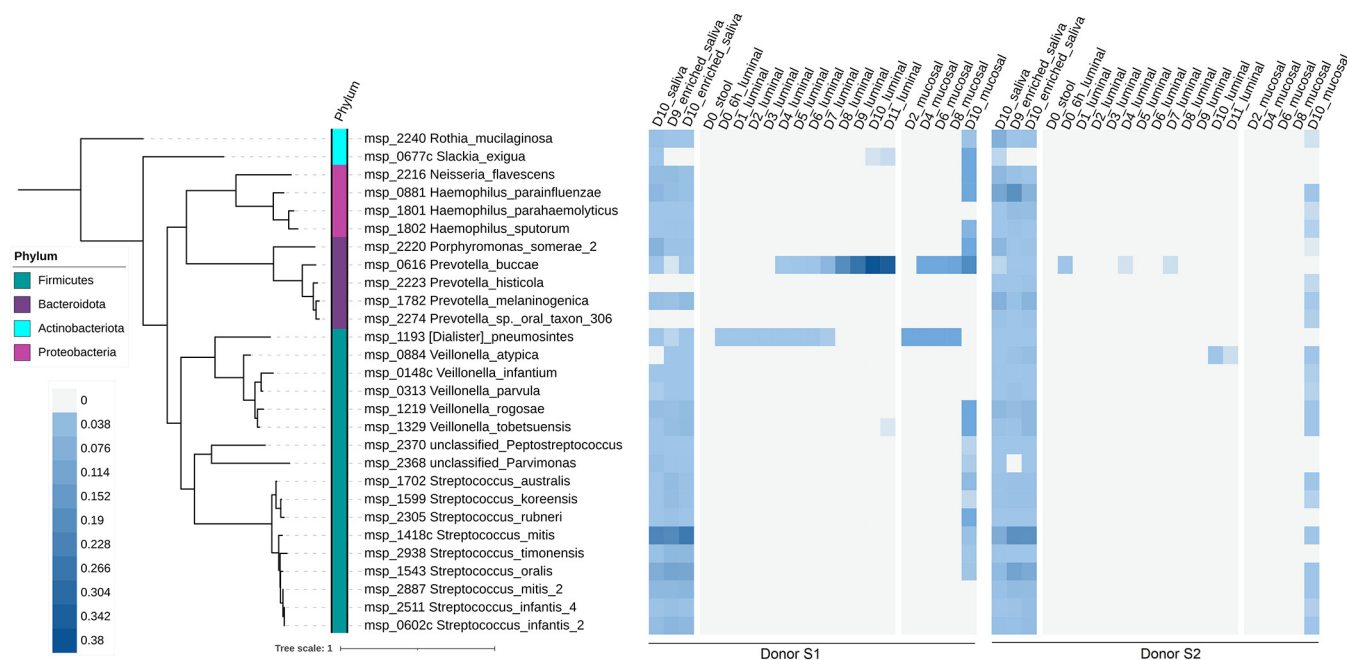 Phylum
D10_saliva
D9_enriched_saliva
D10_enriched_saliva
D0_stool
D0_6h_luminal
D1_luminal
D2_luminal
D3_luminal
D4_luminal
D5_luminal
D6_luminal
D7_luminal
D8_luminal
D9_luminal
D10_luminal
D11_luminal
D2_mucosal
D4_mucosal
D6_mucosal
D8_mucosal
D10_mucosal
D10_saliva
D9_enriched_saliva
D10_enriched_saliva
D0_stool
D0_6h_luminal
D1_luminal
D2_luminal
D3_luminal
D4_luminal
D5_luminal
D6_luminal
D7_luminal
D8_luminal
D9_luminal
D10_luminal
D11_luminal
D2_mucosal
D4_mucosal
D6_mucosal
D8_mucosal
D10_mucosal
msp_2240 Rothia_mucilaginosa
msp_0677c Slackia_exigua
msp_2216 Neisseria_flavescens
msp_0881 Haemophilus_parainfluenzae
msp_1801 Haemophilus_parahaemolyticus
msp_1802 Haemophilus_sputorum
msp_2220 Porphyromonas_somerae_2
msp_0616 Prevotella_buccae
msp_2223 Prevotella_histicola
msp_1782 Prevotella_melaninogenica
msp_2274 Prevotella_sp._oral_taxon_306
msp_1193 [Dialister]_pneumosintes
msp_0884 Veillonella_atypica
msp_0148c Veillonella_infantium
msp_0313 Veillonella_parvula
msp_1219 Veillonella_rogosae
msp_1329 Veillonella_tobetsuensis
msp_2370 unclassified_Peptostreptococcus
msp_2368 unclassified_Parvimonas
msp_1702 Streptococcus_australis
msp_1599 Streptococcus_koreensis
msp_2305 Streptococcus_rubneri
msp_1418c Streptococcus_mitis
msp_2938 Streptococcus_timonensis
msp_1543 Streptococcus_oralis
msp_2887 Streptococcus_mitis_2
msp_2511 Streptococcus_infantis_4
msp_0602c Streptococcus_infantis_2
Phylum
Firmicutes
Bacteroidota
Actinobacteriota
Proteobacteria
0
0.038
0.076
0.114
0.152
0.19
0.228
0.266
0.304
0.342
0.38
Tree scale: 1
Donor S1
Donor S2